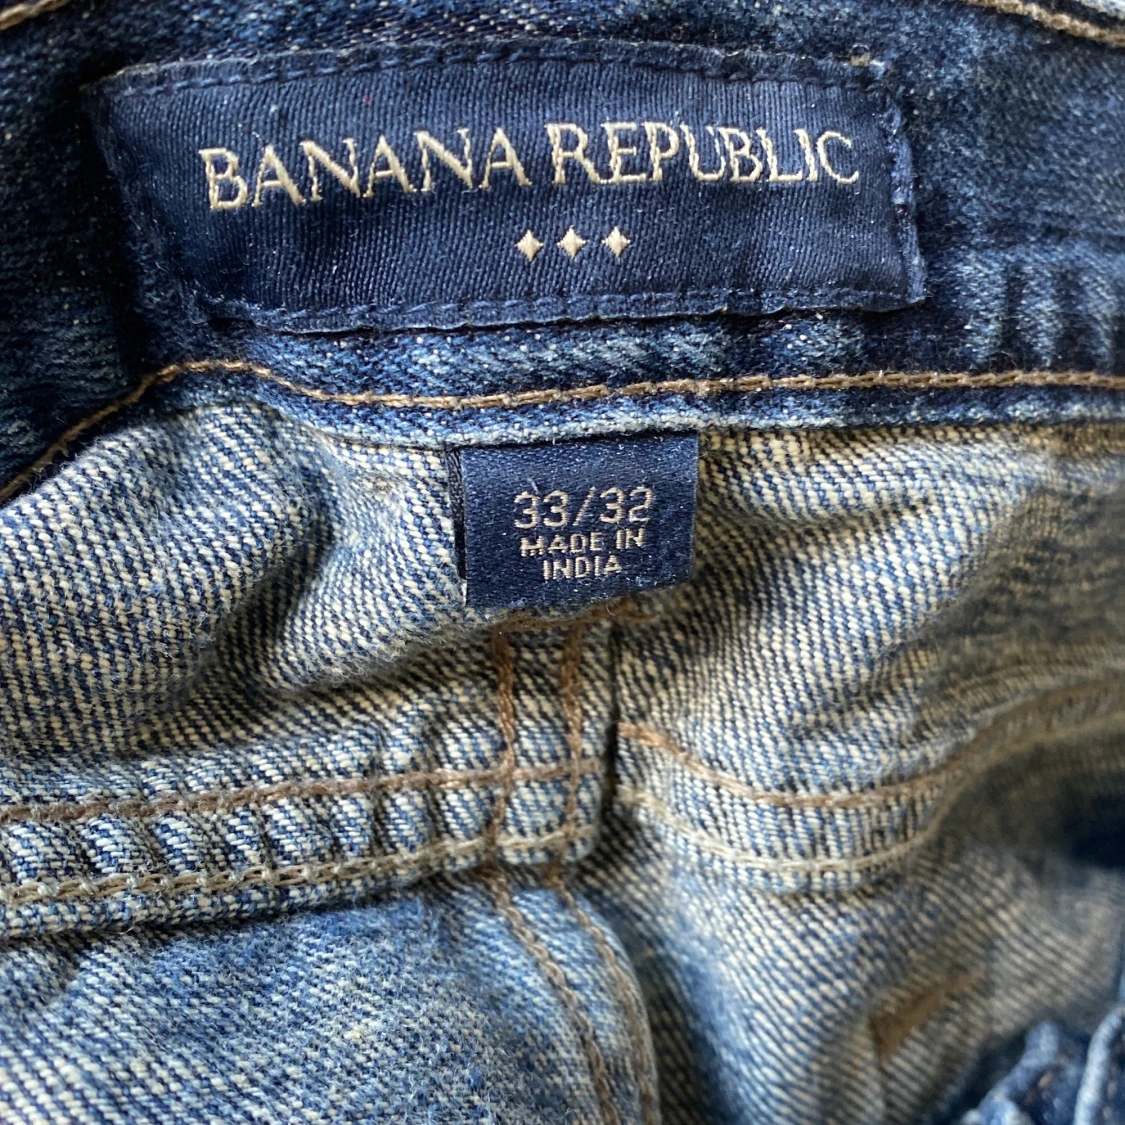 BANANA REPUBLIC
33/32
MADE IN
INDIA